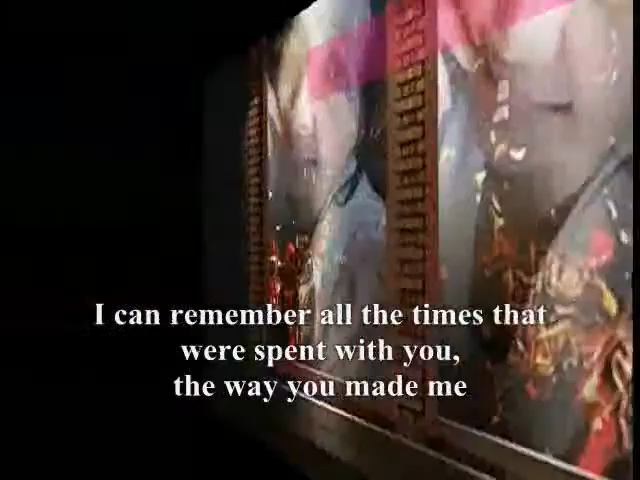 I can remember all the times that
were spent with you,
the way you made me